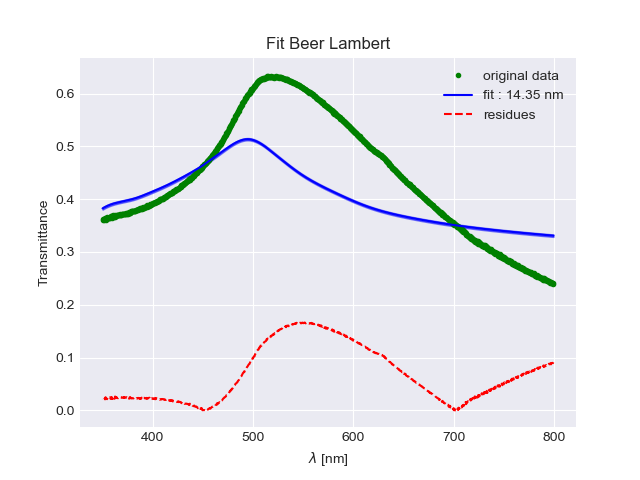 Fit Beer Lambert
original data
fit : 14.35 nm
residues
Transmittance
0.6
0.5
0.4
0.3
0.2
0.1
0.0
400 500 600 700 800
λ [nm]